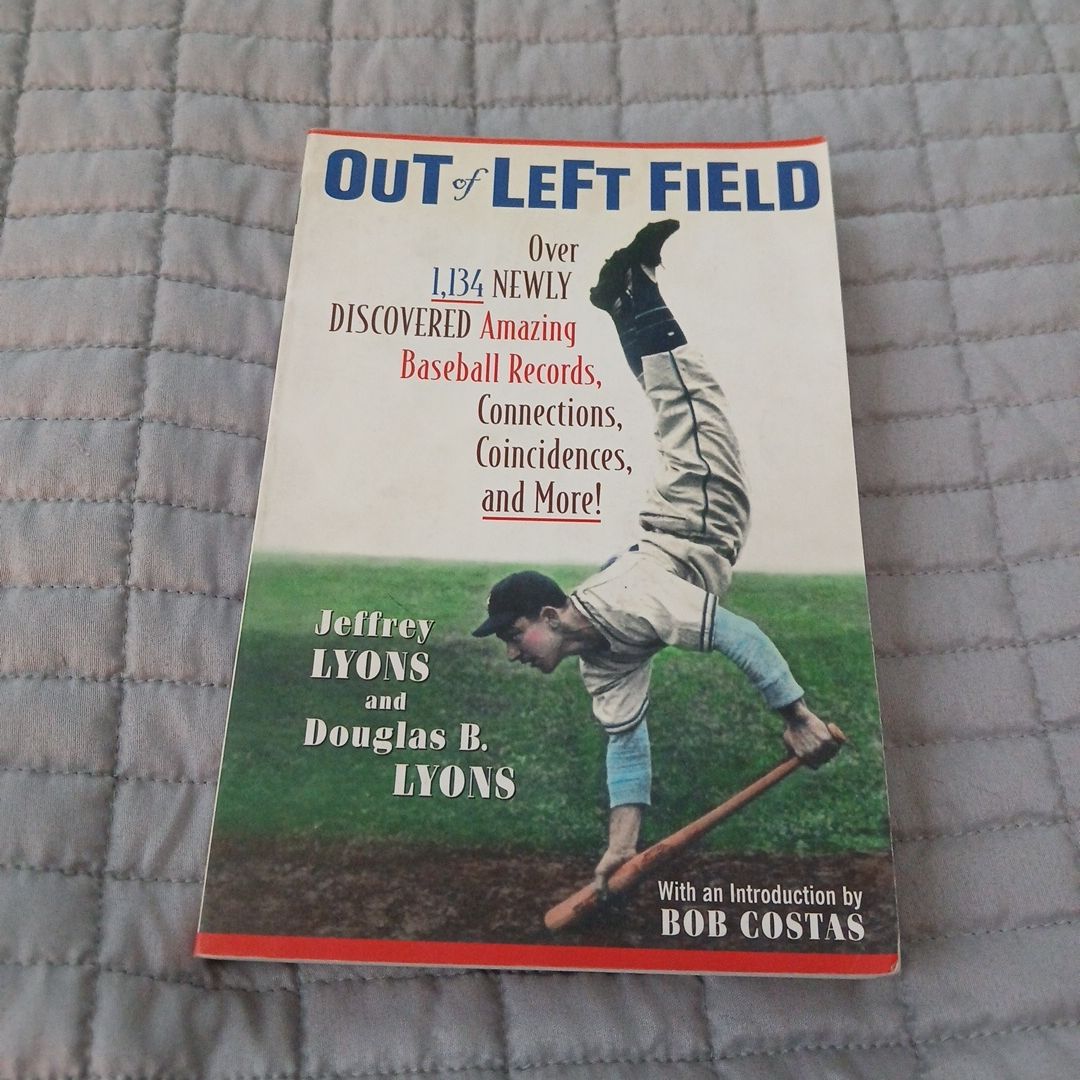 OUT of LEFT FIELD
Over
1,134 NEWLY
DISCOVERED Amazing
Baseball Records,
Connections,
Coincidences,
and More!
Jeffrey
LYONS
and
Douglas B.
LYONS
With an Introduction by
BOB COSTAS